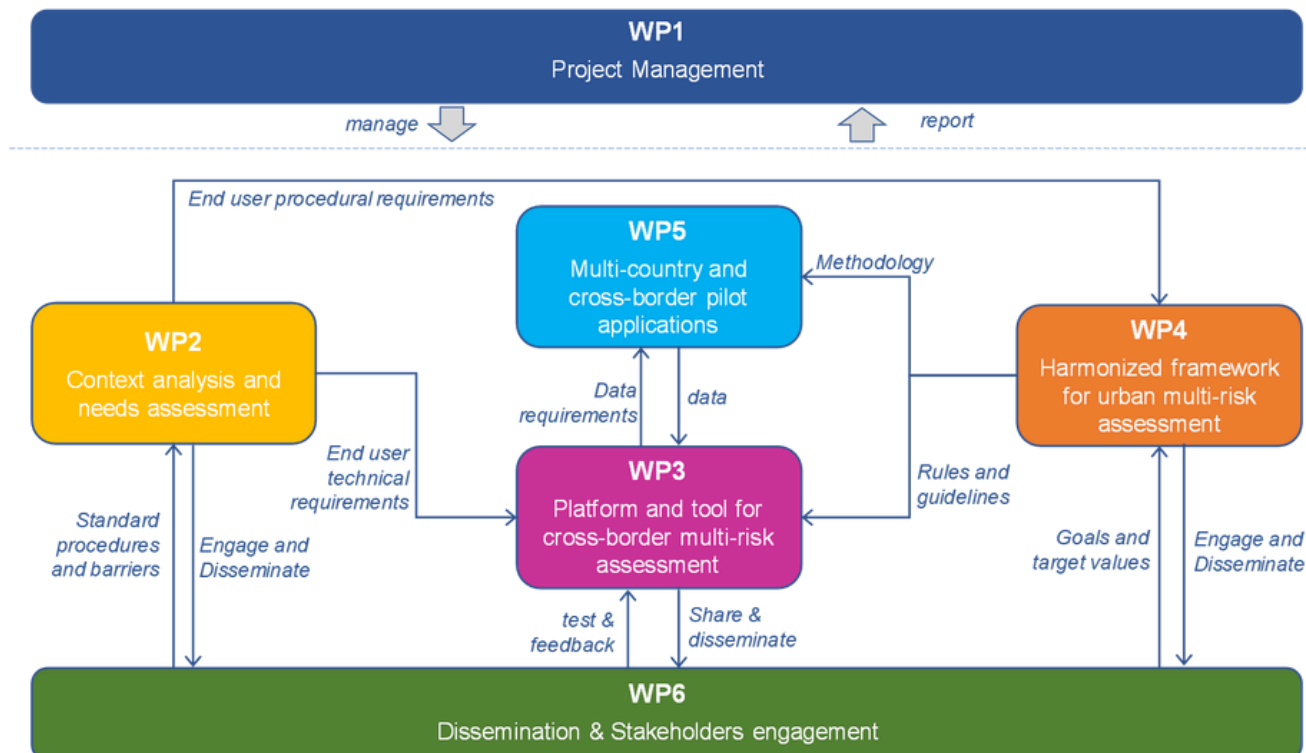 WP1
Project Management
manage
report
End user procedural requirements
WP5
Multi-country and
cross-border pilot
applications
Methodology
WP2
Context analysis and
needs assessment
WP4
Harmonized framework
for urban multi-risk
assessment
Data
requirements
data
End user
technical
requirements
WP3
Platform and tool for
cross-border multi-risk
assessment
Rules and
guidelines
Standard
procedures
and barriers
Engage and
Disseminate
test &
feedback
Share &
disseminate
Goals and
target values
Engage and
Disseminate
WP6
Dissemination & Stakeholders engagement